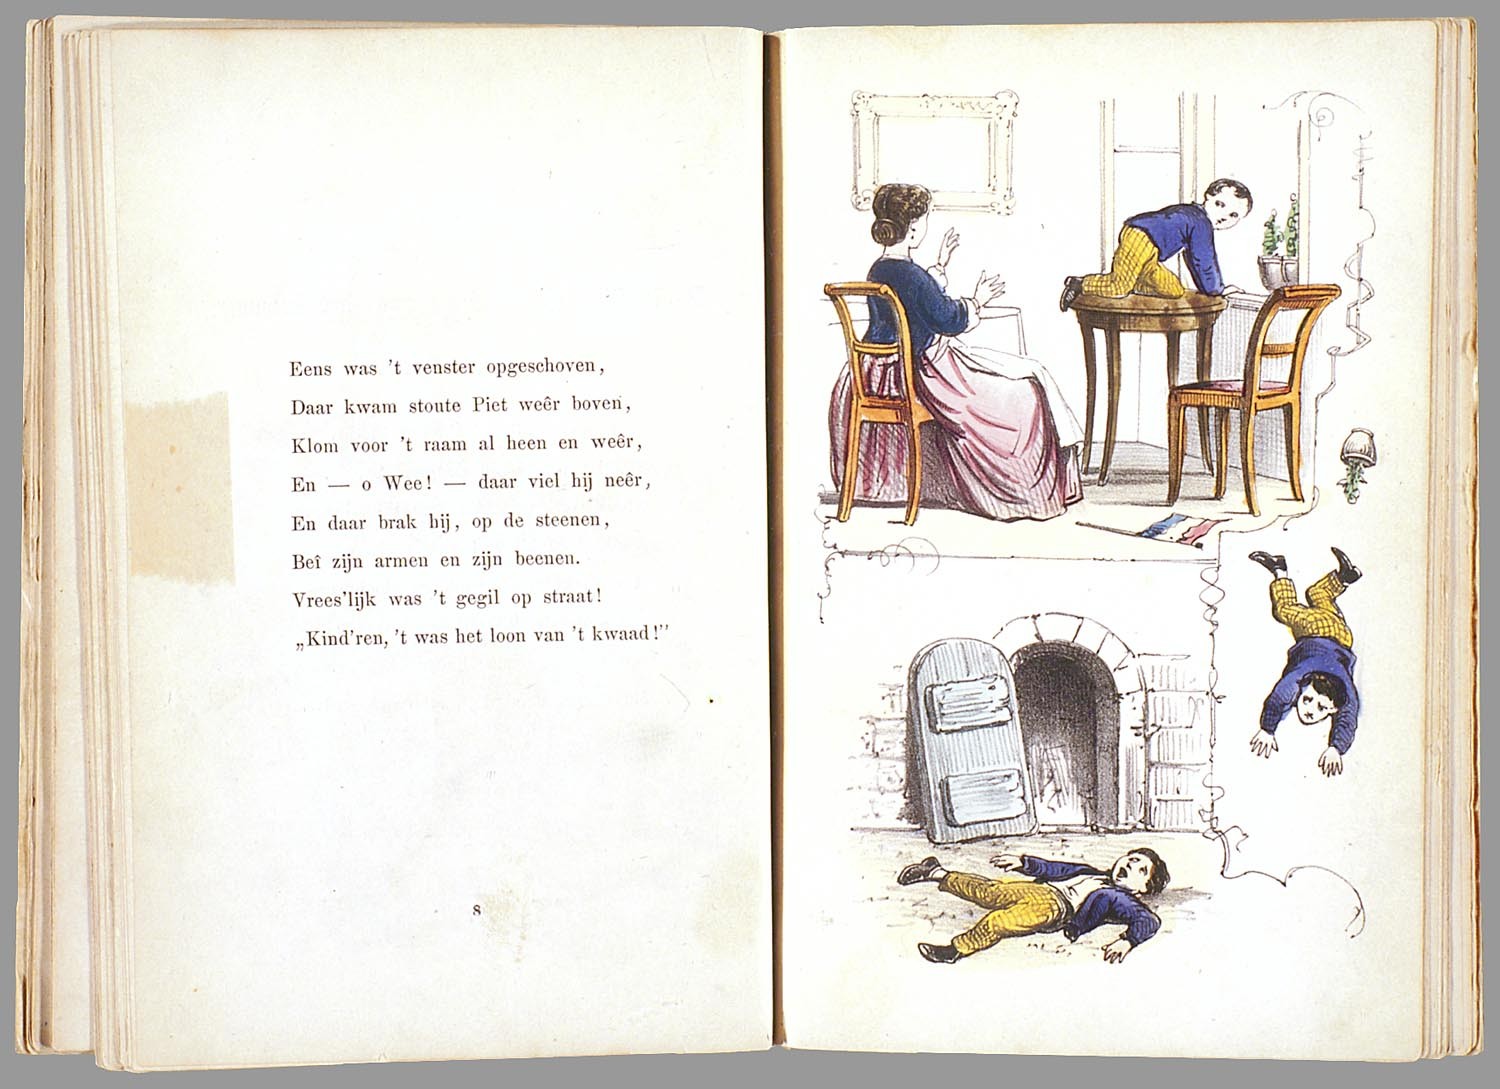 Eens was ’t venster opgeschoven,
Daar kwam stoute Piet weêr boven,
Klom voor ’t raam al heen en weêr,
En — o Wee! — daar viel hij neêr,
En daar brak hij, op de steenen,
Beî zijn armen en zijn beenen.
Vrees’lijk was ’t gegil op straat!
„Kind’ren, ’t was het loon van ’t kwaad!”
8